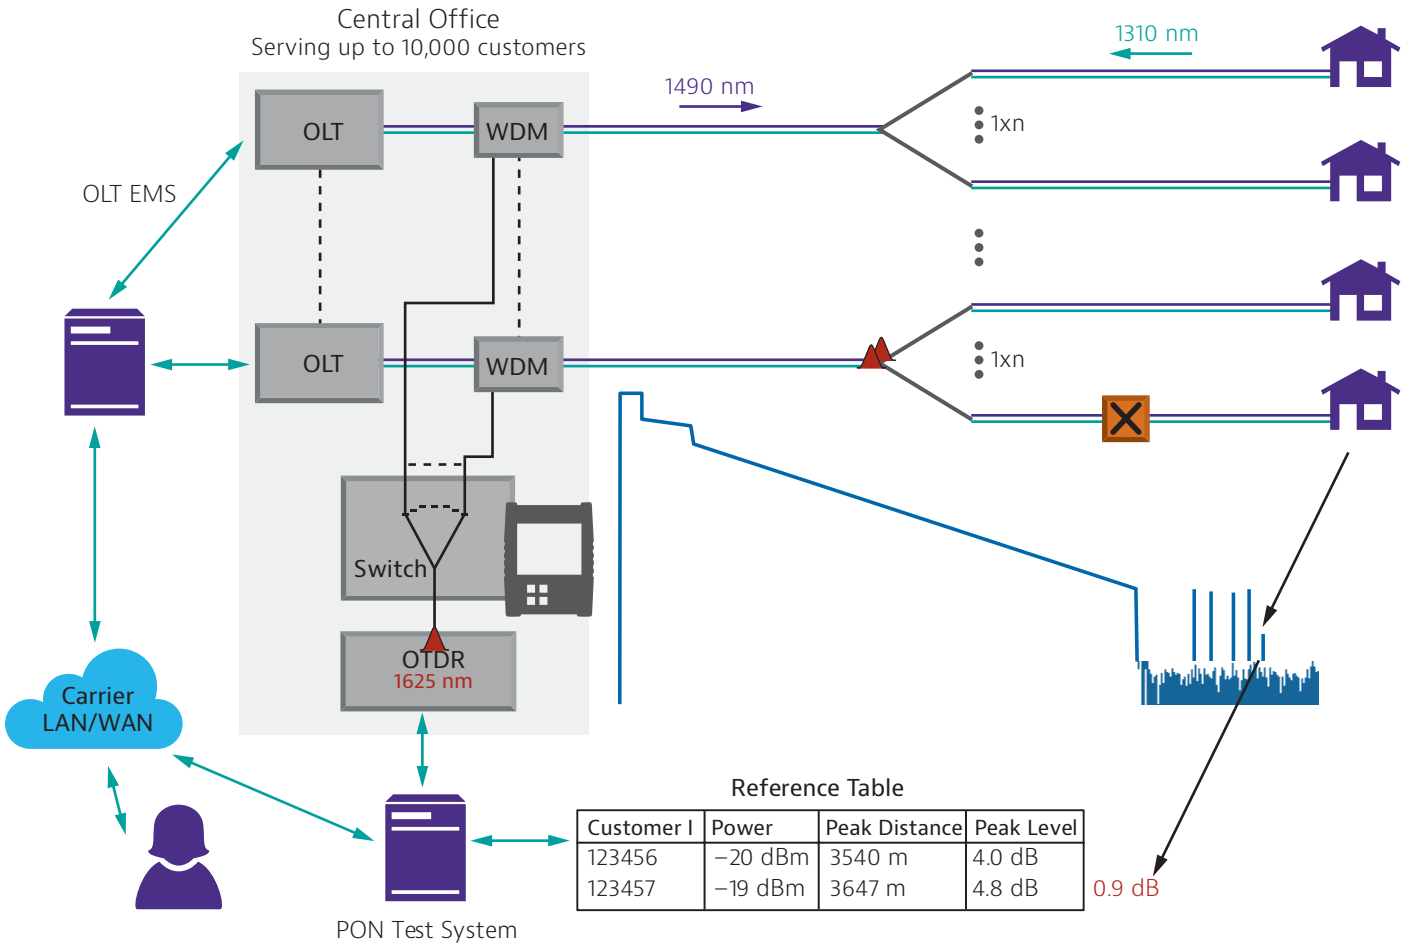 Central Office
Serving up to 10,000 customers
1310 nm
1490 nm
OLT
WDM
1xn
OLT EMS
OLT
WDM
1xn
Switch
OTDR
1625 nm
Carrier
LAN/WAN
Reference Table
Customer I Power Peak Distance Peak Level
123456 –20 dBm 3540 m 4.0 dB
123457 –19 dBm 3647 m 4.8 dB 0.9 dB
PON Test System